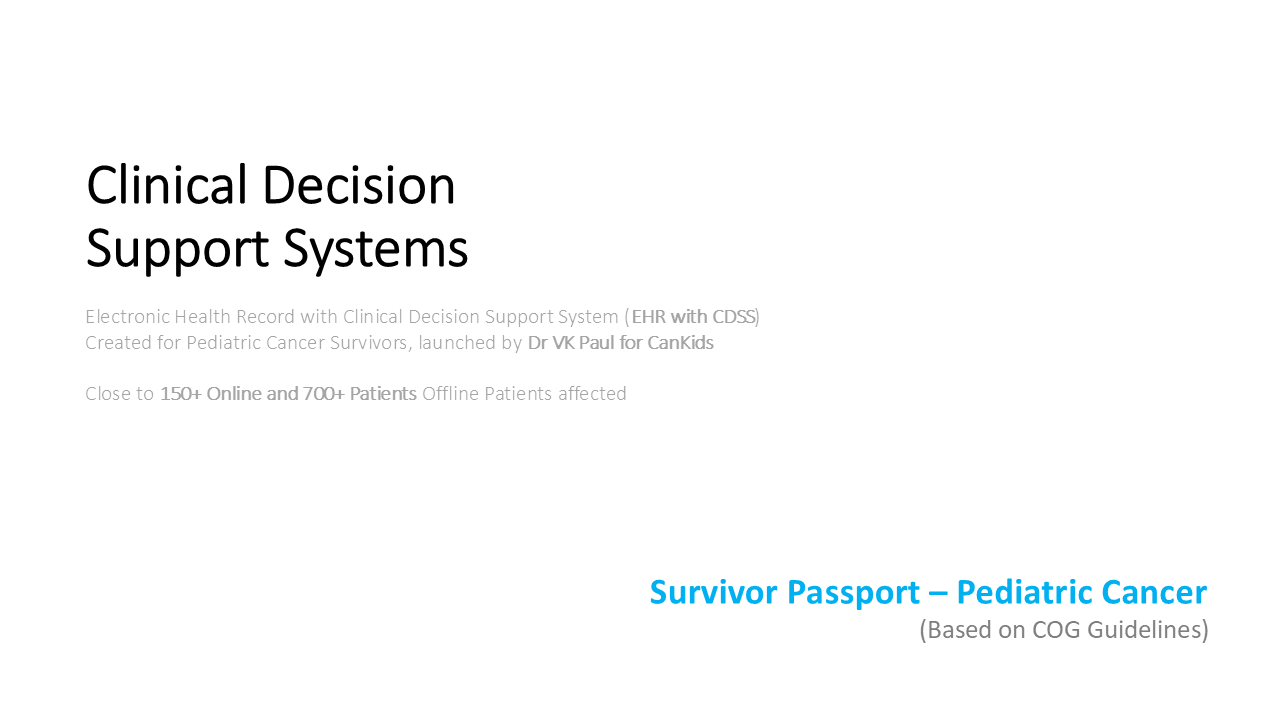 Clinical Decision
Support Systems
Electronic Health Record with Clinical Decision Support System (EHR with CDSS)
Created for Pediatric Cancer Survivors, launched by Dr VK Paul for CanKids
Close to 150+ Online and 700+ Patients Offline Patients affected
Survivor Passport – Pediatric Cancer
(Based on COG Guidelines)